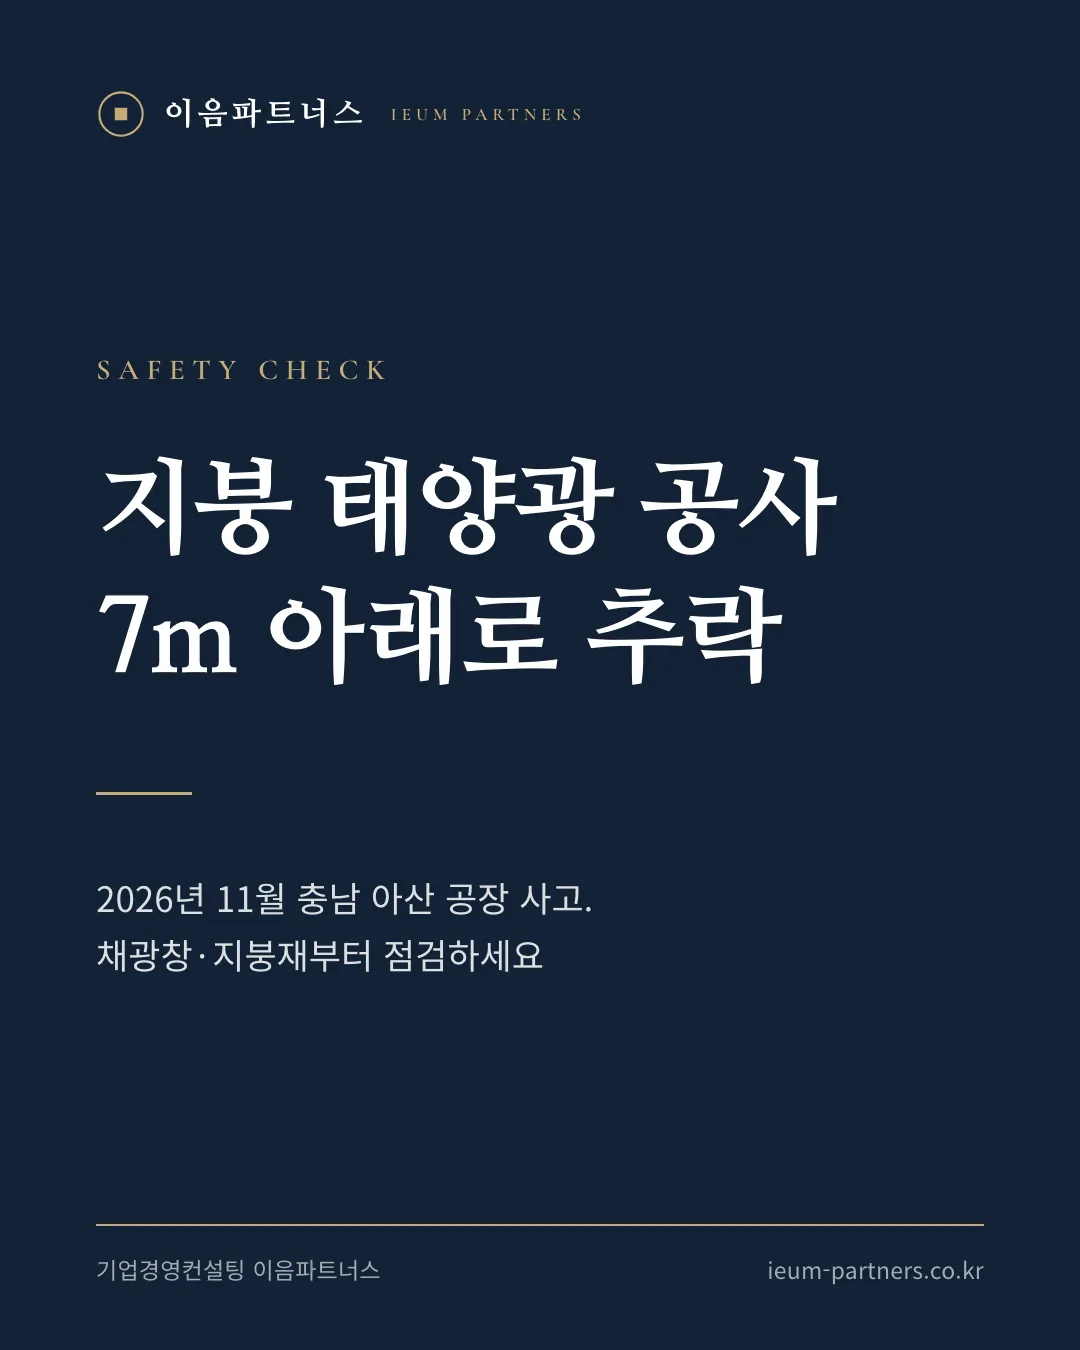 이음파트너스 IEUM PARTNERS
SAFETY CHECK
지붕 태양광 공사
7m 아래로 추락
2026년 11월 충남 아산 공장 사고.
채광창·지붕재부터 점검하세요
기업경영컨설팅 이음파트너스
ieum-partners.co.kr